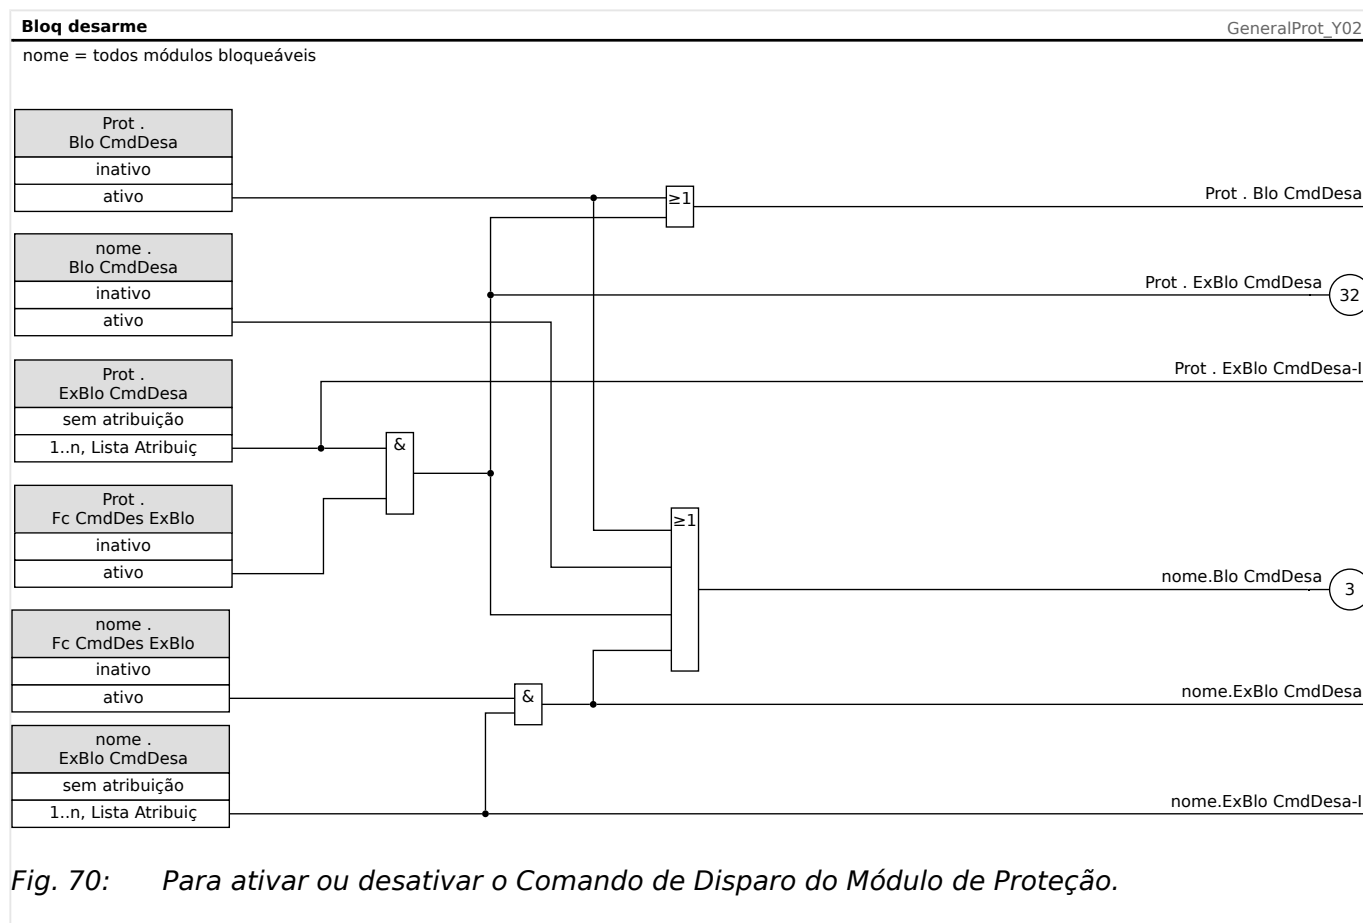 Bloq desarme
GeneralProt_Y02
nome = todos módulos bloqueáveis
Prot .
Blo CmdDesa
inativo
ativo
≥1
Prot . Blo CmdDesa
nome .
Blo CmdDesa
inativo
ativo
Prot . ExBlo CmdDesa
32
Prot .
ExBlo CmdDesa
sem atribuição
1..n, Lista Atribuiç
Prot . ExBlo CmdDesa-I
&
Prot .
Fc CmdDes ExBlo
inativo
ativo
≥1
nome.Blo CmdDesa
3
nome .
Fc CmdDes ExBlo
inativo
ativo
&
nome.ExBlo CmdDesa
nome .
ExBlo CmdDesa
sem atribuição
1..n, Lista Atribuiç
nome.ExBlo CmdDesa-I
Fig. 70: Para ativar ou desativar o Comando de Disparo do Módulo de Proteção.